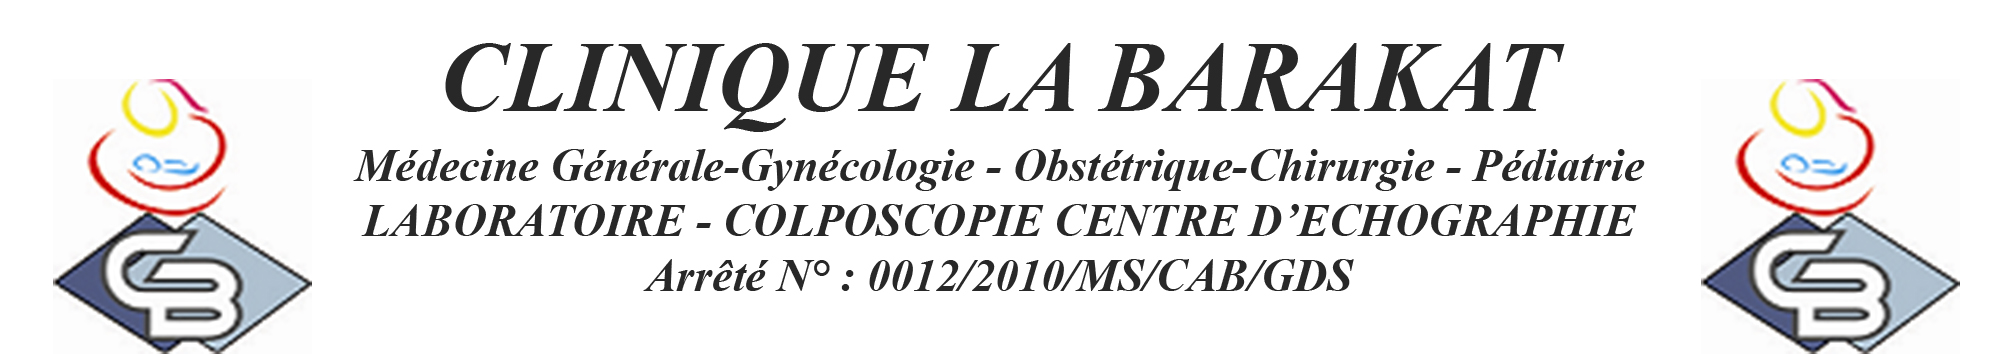 CLINIQUE LA BARAKAT
Médecine Générale-Gynécologie - Obstétrique-Chirurgie - Pédiatrie
LABORATOIRE - COLPOSCOPIE CENTRE D’ECHOGRAPHIE
Arrêté N° : 0012/2010/MS/CAB/GDS
CB
CB